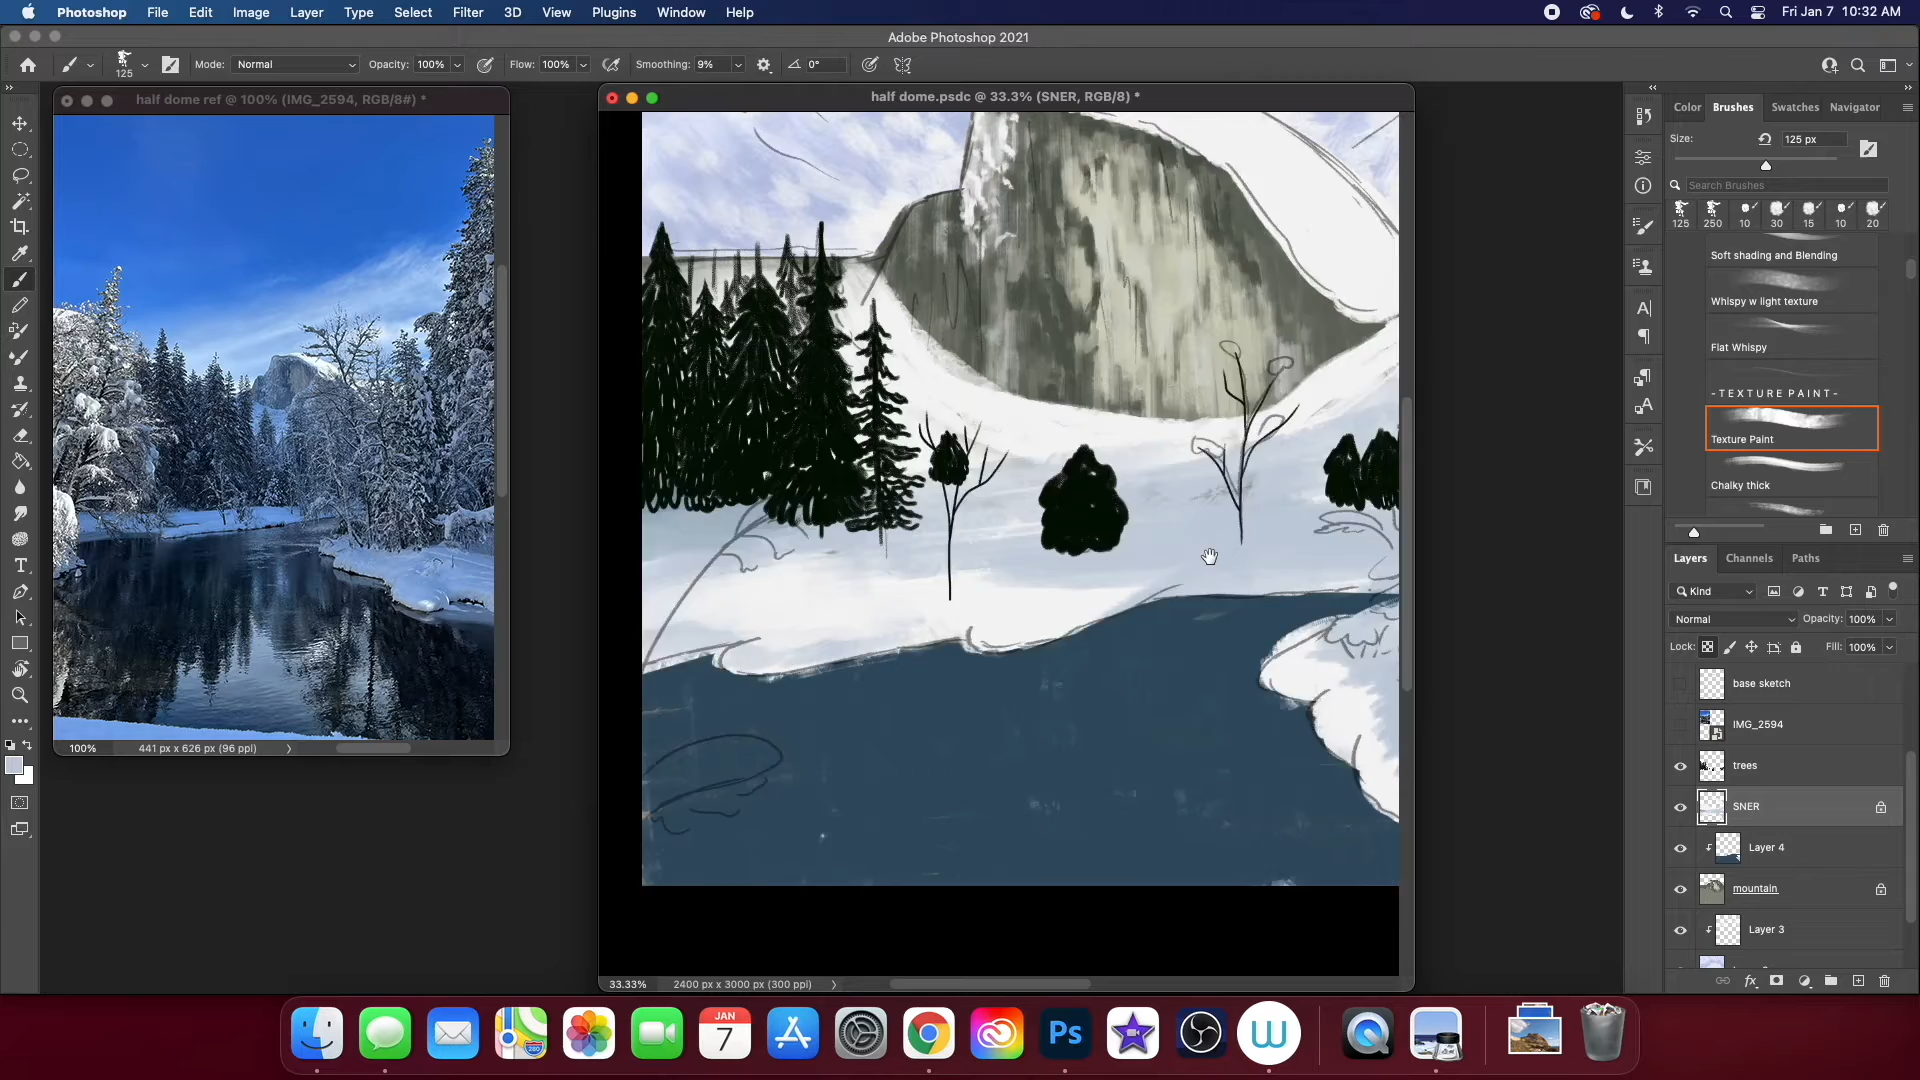 Photoshop File Edit Image Layer Type Select Filter 3D View Plugins Window Help Fri Jan 7 10:32 AM
Adobe Photoshop 2021
125 Mode: Normal Opacity: 100% Flow: 100% Smoothing: 9% 0°
half dome ref @ 100% (IMG_2594, RGB/8#) *
half dome.psdc @ 33.3% (SNER, RGB/8) *
Color Brushes Swatches Navigator
Size: 125 px
Search Brushes
125 250 10 30 15 10 20
Soft shading and Blending
Whispy w light texture
Flat Whispy
-TEXTURE PAINT-
Texture Paint
Chalky thick
Layers Channels Paths
Kind
Normal Opacity: 100%
Lock: Fill: 100%
base sketch
IMG_2594
trees
SNER
Layer 4
mountain
Layer 3
100% 441 px x 626 px (96 ppi)
33.33% 2400 px x 3000 px (300 ppi)
JAN
7
280
Ps
W